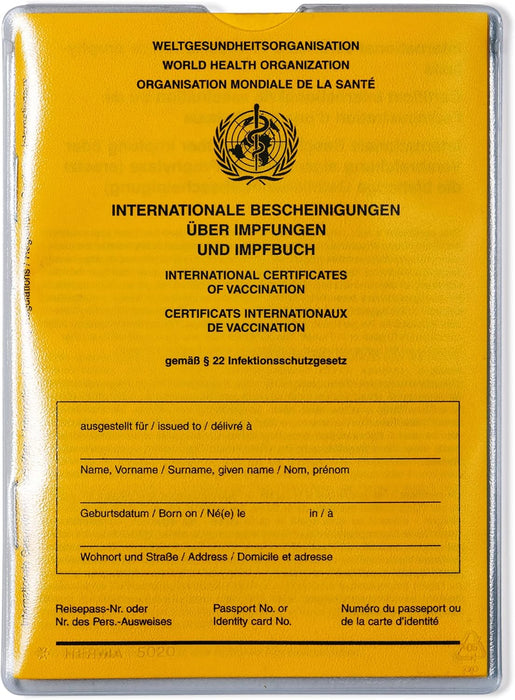 WELTGESUNDHEITSORGANISATION
WORLD HEALTH ORGANIZATION
ORGANISATION MONDIALE DE LA SANTÉ
INTERNATIONALE BESCHEINIGUNGEN
ÜBER IMPFUNGEN
UND IMPFBUCH
INTERNATIONAL CERTIFICATES
OF VACCINATION
CERTIFICATS INTERNATIONAUX
DE VACCINATION
gemäß § 22 Infektionsschutzgesetz
ausgestellt für / issued to / délivré à
Name, Vorname / Surname, given name / Nom, prénom
Geburtsdatum / Born on / Né(e) le in / à
Wohnort und Straße / Address / Domicile et adresse
Reisepass-Nr. oder Passport No. or Numéro du passeport ou
Nr. des Pers.-Ausweises Identity card No. de la carte d'identité
5020